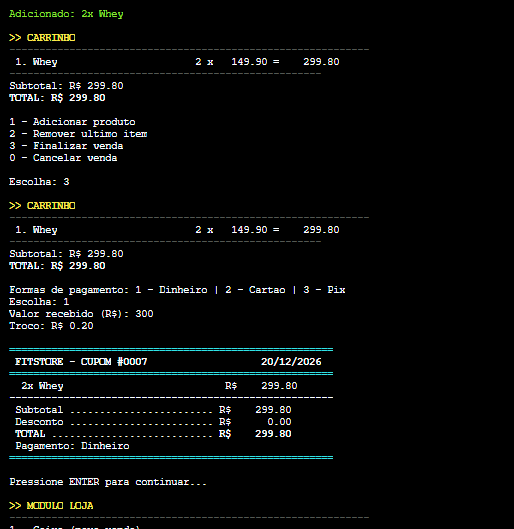 Adicionado: 2x Whey
>> CARRINHO
--------------------------------------------------------------
1. Whey                       2 x   149.90 =    299.80
------------------------------------------------------
Subtotal: R$ 299.80
TOTAL: R$ 299.80
1 - Adicionar produto
2 - Remover ultimo item
3 - Finalizar venda
0 - Cancelar venda
Escolha: 3
>> CARRINHO
--------------------------------------------------------------
1. Whey                       2 x   149.90 =    299.80
------------------------------------------------------
Subtotal: R$ 299.80
TOTAL: R$ 299.80
Formas de pagamento: 1 - Dinheiro | 2 - Cartao | 3 - Pix
Escolha: 1
Valor recebido (R$): 300
Troco: R$ 0.20
======================================================
FITSTORE - CUPOM #0007                   20/12/2026
======================================================
2x Whey                           R$    299.80
------------------------------------------------------
Subtotal ........................ R$    299.80
Desconto ........................ R$      0.00
TOTAL ........................... R$    299.80
Pagamento: Dinheiro
======================================================
Pressione ENTER para continuar...
>> MODULO LOJA
--------------------------------------------------------------
1 - Caixa (nova venda)